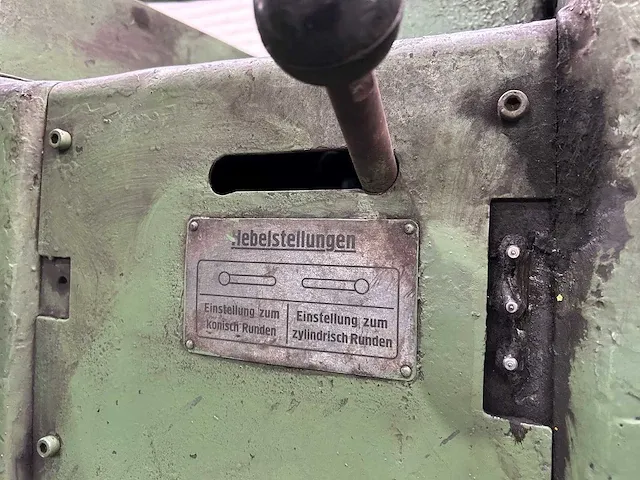 Hebelstellungen
Einstellung zum
konisch Runden
Einstellung zum
zylindrisch Runden